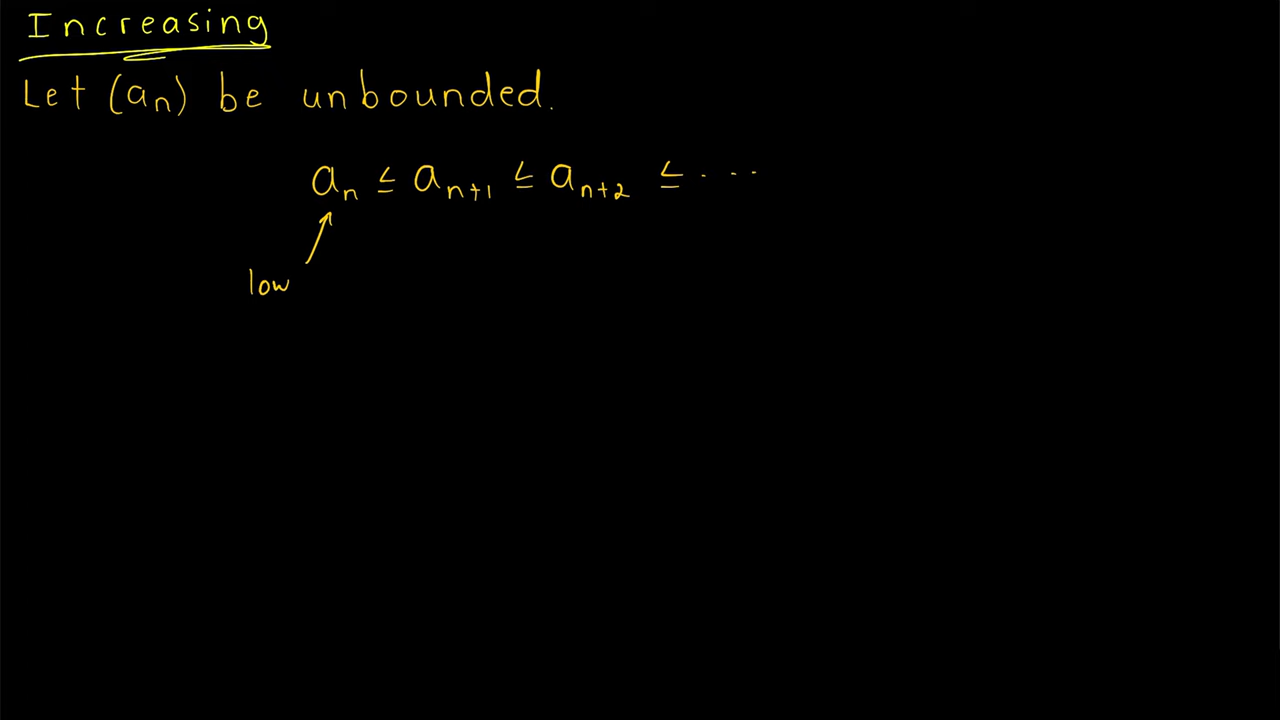 Increasing
Let (aₙ) be unbounded.
aₙ ≤ aₙ₊₁ ≤ aₙ₊₂ ≤ ....
low